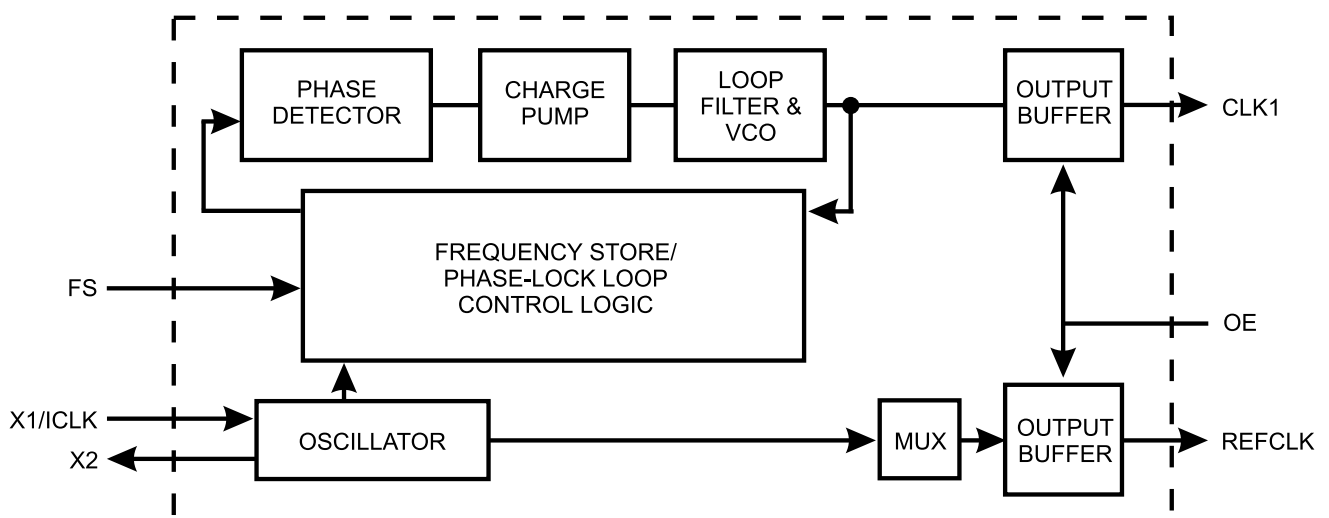 PHASE
DETECTOR
CHARGE
PUMP
LOOP
FILTER &
VCO
OUTPUT
BUFFER
CLK1
FREQUENCY STORE/
PHASE-LOCK LOOP
CONTROL LOGIC
FS
OE
X1/ICLK
X2
OSCILLATOR
MUX
OUTPUT
BUFFER
REFCLK